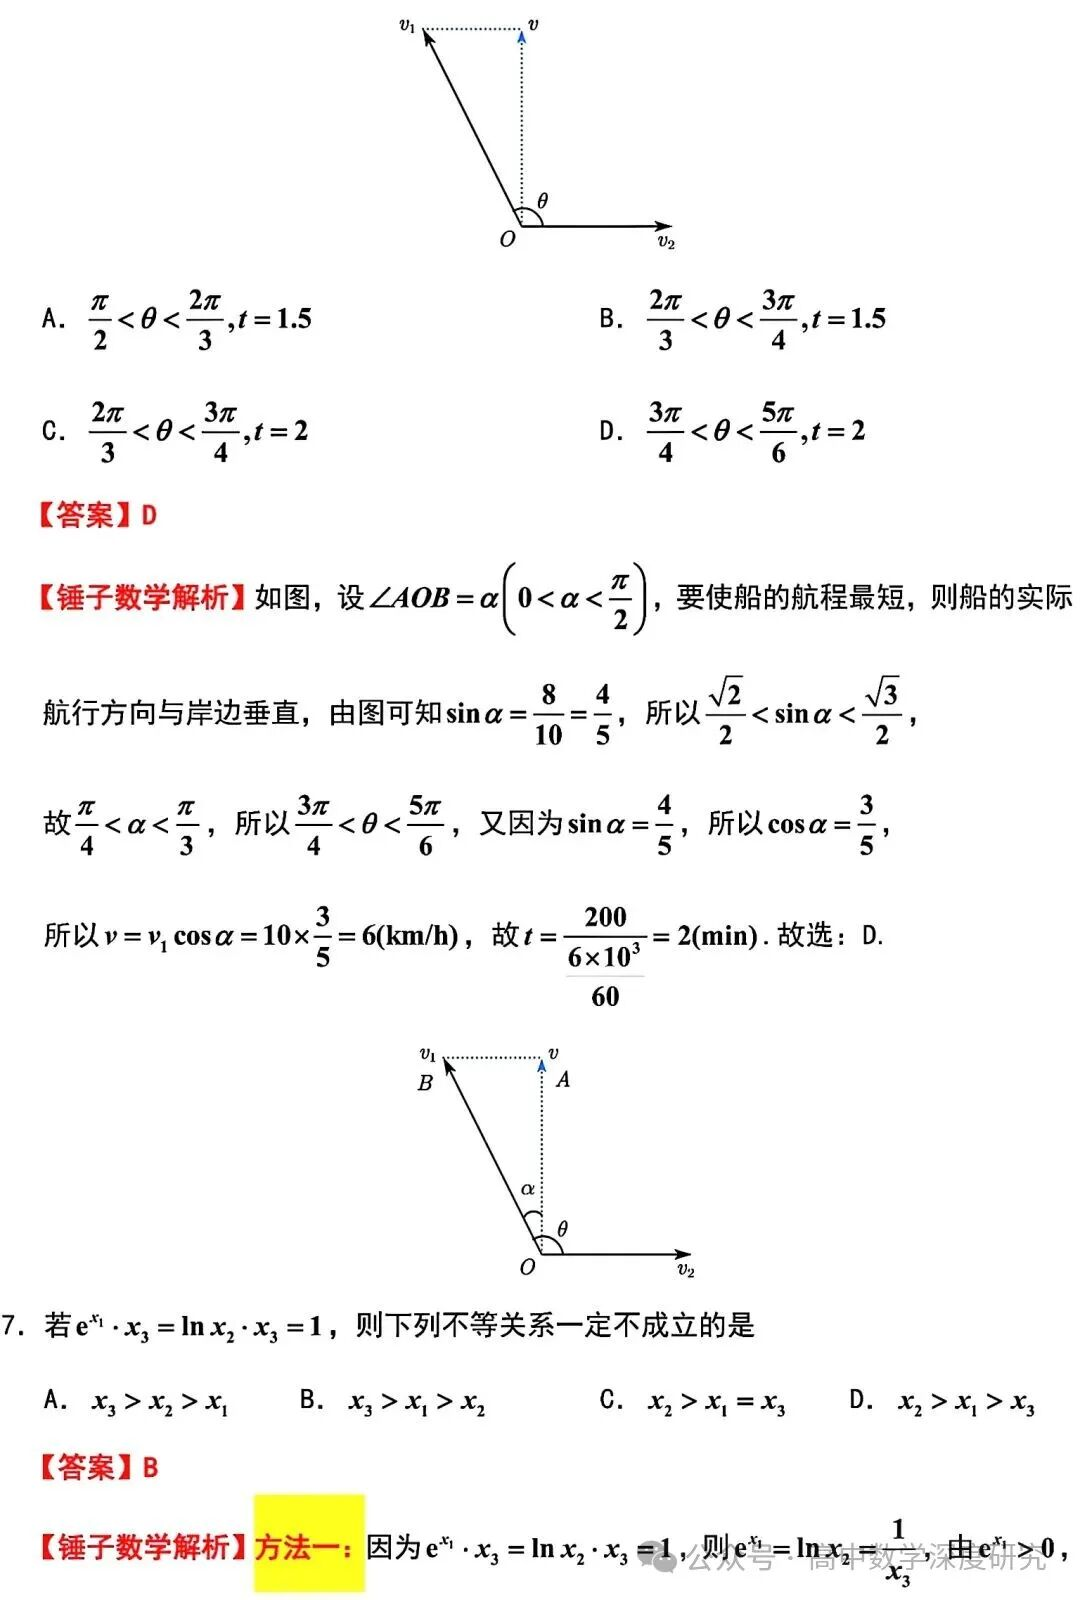 v₁ v
θ
O v₂
A. π/2 < θ < 2π/3, t = 1.5 B. 2π/3 < θ < 3π/4, t = 1.5
C. 2π/3 < θ < 3π/4, t = 2 D. 3π/4 < θ < 5π/6, t = 2
【答案】D
【锤子数学解析】如图，设∠AOB = α(0 < α < π/2)，要使船的航程最短，则船的实际
航行方向与岸边垂直，由图可知 sin α = 8/10 = 4/5，所以 √2/2 < sin α < √3/2，
故 π/4 < α < π/3，所以 3π/4 < θ < 5π/6，又因为 sin α = 4/5，所以 cos α = 3/5，
所以 v = v₁ cos α = 10 × 3/5 = 6(km/h)，故 t = 200/((6×10³)/60) = 2(min). 故选：D.
v₁ v
B A
α
θ
O v₂
7. 若 e^{x₁} · x₃ = ln x₂ · x₃ = 1，则下列不等关系一定不成立的是
A. x₃ > x₂ > x₁ B. x₃ > x₁ > x₂ C. x₂ > x₁ = x₃ D. x₂ > x₁ > x₃
【答案】B
【锤子数学解析】方法一：因为 e^{x₁} · x₃ = ln x₂ · x₃ = 1，则 e^{x₁} = ln x₂ = 1/x₃，由 e^{x₁} > 0，
公众号 · 高中数学深度研究